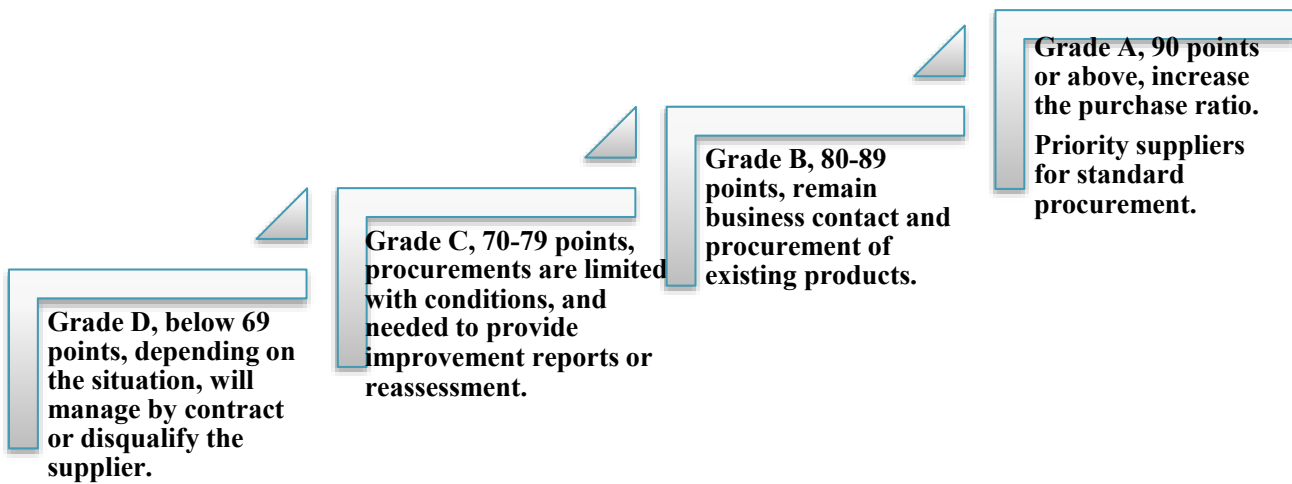 Grade A, 90 points
or above, increase
the purchase ratio.
Priority suppliers
for standard
procurement.
Grade B, 80-89
points, remain
business contact and
procurement of
existing products.
Grade C, 70-79 points,
procurements are limited
with conditions, and
needed to provide
improvement reports or
reassessment.
Grade D, below 69
points, depending on
the situation, will
manage by contract
or disqualify the
supplier.